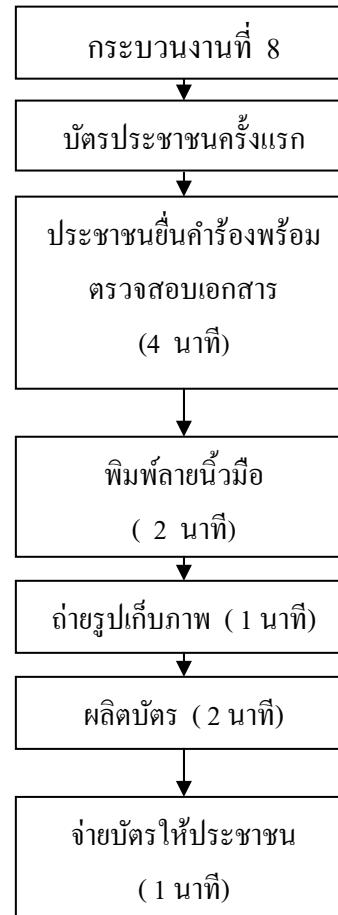 กระบวนงานที่ 8
บัตรประชาชนครั้งแรก
ประชาชนยื่นคำร้องพร้อม
ตรวจสอบเอกสาร
(4 นาที)
พิมพ์ลายนิ้วมือ
( 2 นาที)
ถ่ายรูปเก็บภาพ ( 1 นาที)
ผลิตบัตร ( 2 นาที)
จ่ายบัตรให้ประชาชน
( 1 นาที)